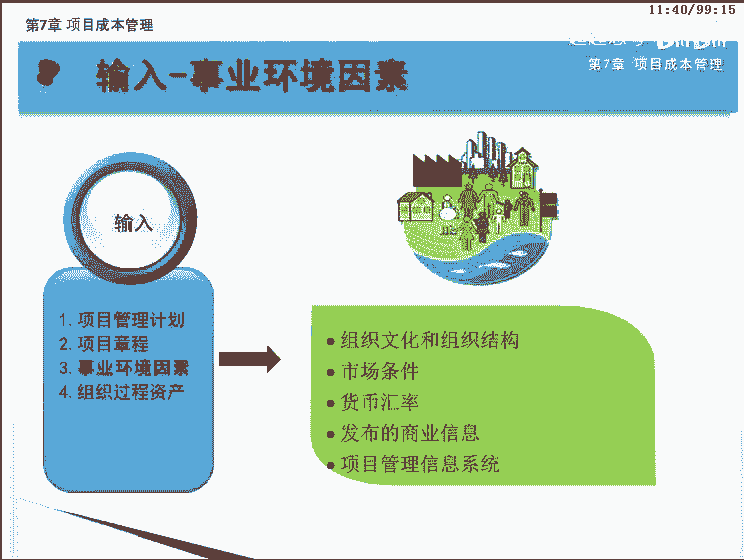 11:40/99:15
第7章 项目成本管理
输入-事业环境因素
bilibili
第7章 项目成本管理
输入
1. 项目管理计划
2. 项目章程
3. 事业环境因素
4. 组织过程资产
•组织文化和组织结构
•市场条件
•货币汇率
•发布的商业信息
•项目管理信息系统